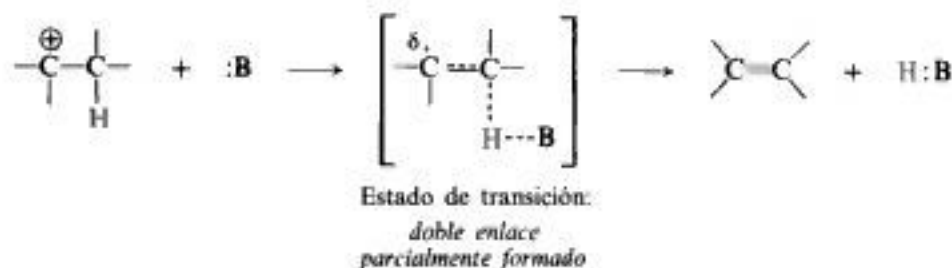 ⊕
—C—C— + :B ⟶ [ δ+ —C═C— ] ⟶ C═C + H:B
H H---B
Estado de transición:
doble enlace
parcialmente formado